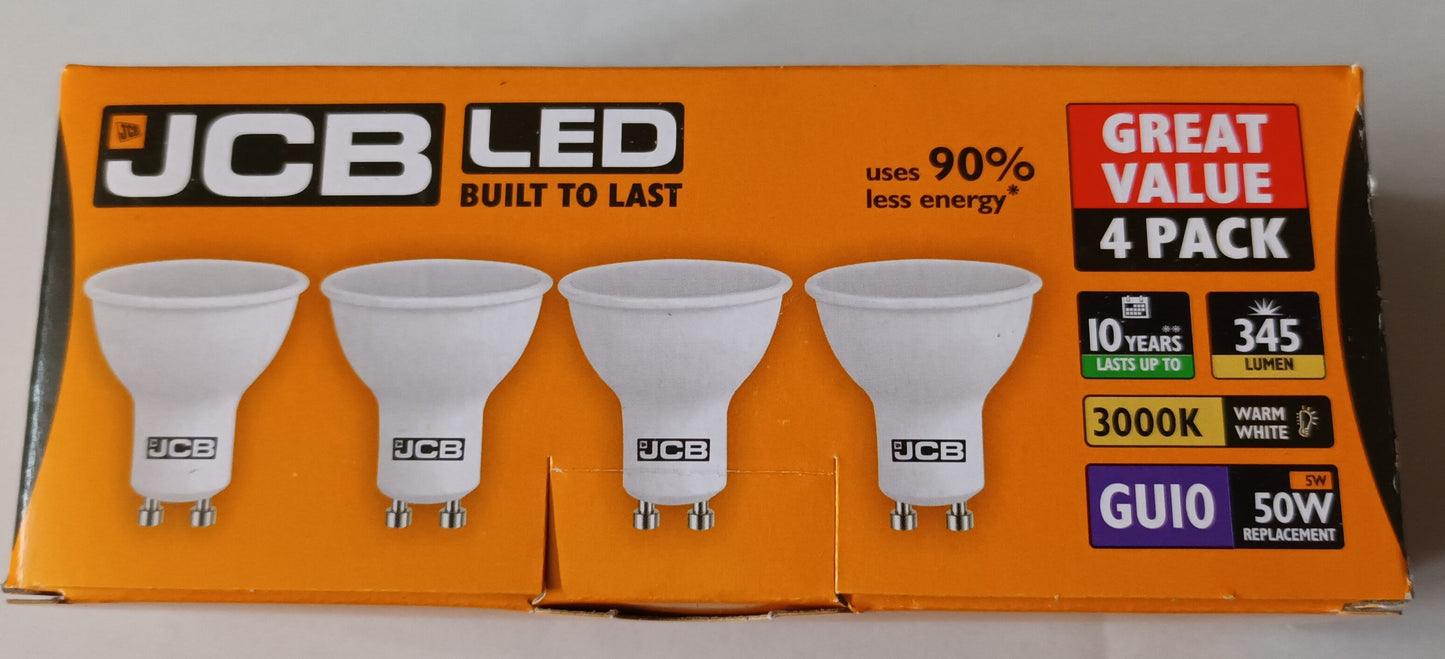 JCB
JCB
LED
BUILT TO LAST
uses 90%
less energy*
GREAT
VALUE
4 PACK
10 YEARS**
LASTS UP TO
345
LUMEN
3000K
WARM
WHITE
GU10
5W
50W
REPLACEMENT
JCB
JCB
JCB
JCB